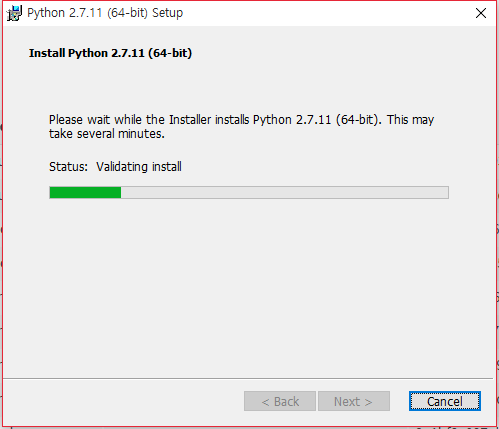 Python 2.7.11 (64-bit) Setup
Install Python 2.7.11 (64-bit)
Please wait while the Installer installs Python 2.7.11 (64-bit). This may
take several minutes.
Status: Validating install
< Back Next > Cancel